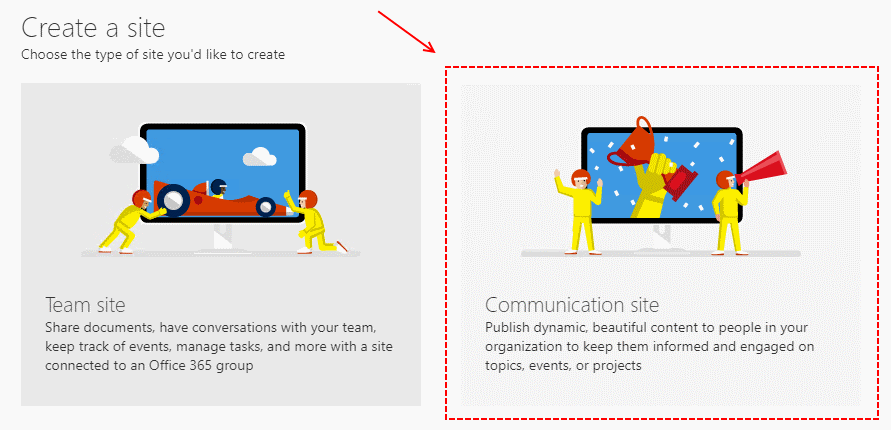 Create a site
Choose the type of site you'd like to create
Team site
Share documents, have conversations with your team,
keep track of events, manage tasks, and more with a site
connected to an Office 365 group
Communication site
Publish dynamic, beautiful content to people in your
organization to keep them informed and engaged on
topics, events, or projects